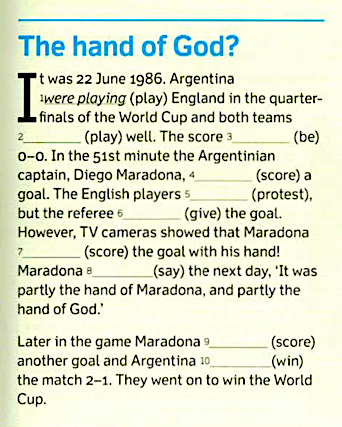 The hand of God?
It was 22 June 1986. Argentina
1were playing (play) England in the quarter-
finals of the World Cup and both teams
2________ (play) well. The score 3________ (be)
0–0. In the 51st minute the Argentinian
captain, Diego Maradona, 4________ (score) a
goal. The English players 5________ (protest),
but the referee 6________ (give) the goal.
However, TV cameras showed that Maradona
7________ (score) the goal with his hand!
Maradona 8________(say) the next day, ‘It was
partly the hand of Maradona, and partly the
hand of God.’
Later in the game Maradona 9________ (score)
another goal and Argentina 10________ (win)
the match 2–1. They went on to win the World
Cup.